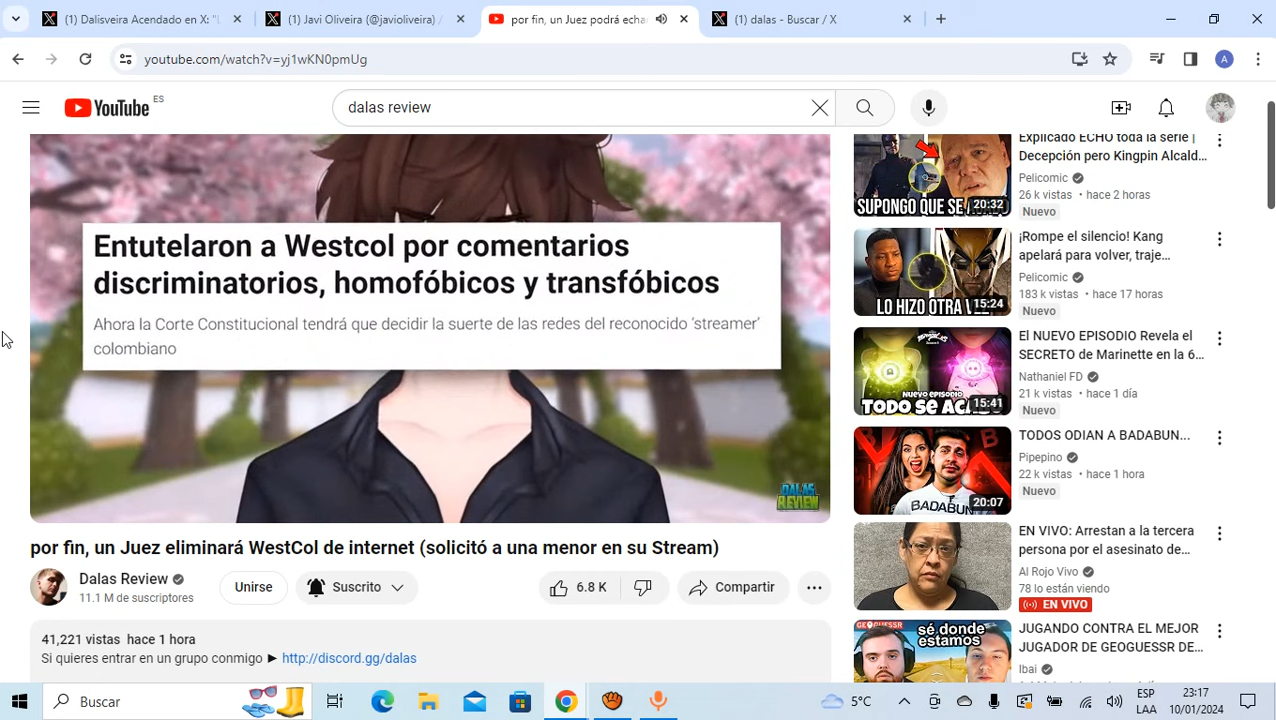 Dalisveira Acendado en X: "L
(1) Javi Oliveira (@javioliveira) /
por fin, un Juez podrá echa
(1) dalas - Buscar / X
youtube.com/watch?v=yj1wKN0pmUg
YouTube ES
dalas review
A
Entutelaron a Westcol por comentarios
discriminatorios, homofóbicos y transfóbicos
Ahora la Corte Constitucional tendrá que decidir la suerte de las redes del reconocido ‘streamer’
colombiano
DALAS
REVIEW
por fin, un Juez eliminará WestCol de internet (solicitó a una menor en su Stream)
Dalas Review
11.1 M de suscriptores
Unirse
Suscrito
6.8 K
Compartir
41,221 vistas hace 1 hora
Si quieres entrar en un grupo conmigo ► http://discord.gg/dalas
SUPONGO QUE SE
20:32
Explicado ECHO toda la serie |
Decepción pero Kingpin Alcald...
Pelicomic
26 k vistas • hace 2 horas
Nuevo
LO HIZO OTRA VEZ
15:24
¡Rompe el silencio! Kang
apelará para volver, traje...
Pelicomic
183 k vistas • hace 17 horas
Nuevo
NUEVO EPISODIO
TODO SE
15:41
El NUEVO EPISODIO Revela el
SECRETO de Marinette en la 6...
Nathaniel FD
21 k vistas • hace 1 día
Nuevo
BADABUN
20:07
TODOS ODIAN A BADABUN...
Pipepino
22 k vistas • hace 1 hora
Nuevo
EN VIVO: Arrestan a la tercera
persona por el asesinato de...
Al Rojo Vivo
78 lo están viendo
EN VIVO
GEOGUESSR
sé donde
estamos
JUGANDO CONTRA EL MEJOR
JUGADOR DE GEOGUESSR DE...
Ibai
Buscar
5°C
ESP
LAA
23:17
10/01/2024